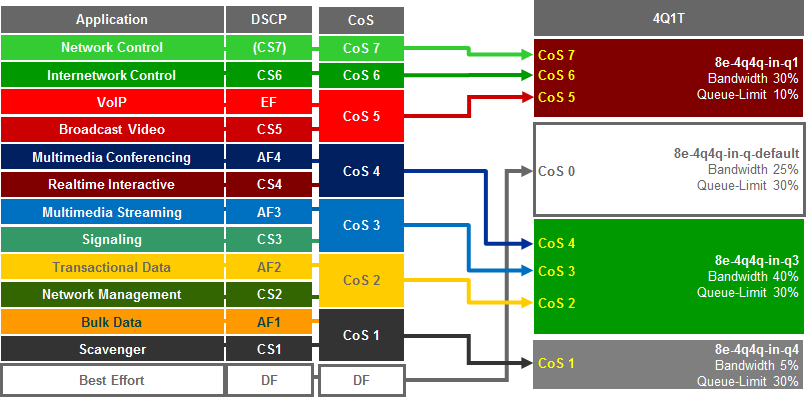 Application DSCP CoS 4Q1T
Network Control (CS7) CoS 7
Internetwork Control CS6 CoS 6
VoIP EF CoS 5
Broadcast Video CS5
Multimedia Conferencing AF4 CoS 4
Realtime Interactive CS4
Multimedia Streaming AF3 CoS 3
Signaling CS3
Transactional Data AF2 CoS 2
Network Management CS2
Bulk Data AF1 CoS 1
Scavenger CS1
Best Effort DF DF
CoS 7 8e-4q4q-in-q1
CoS 6 Bandwidth 30%
CoS 5 Queue-Limit 10%
8e-4q4q-in-q-default
CoS 0 Bandwidth 25%
Queue-Limit 30%
CoS 4 8e-4q4q-in-q3
CoS 3 Bandwidth 40%
CoS 2 Queue-Limit 30%
8e-4q4q-in-q4
CoS 1 Bandwidth 5%
Queue-Limit 30%